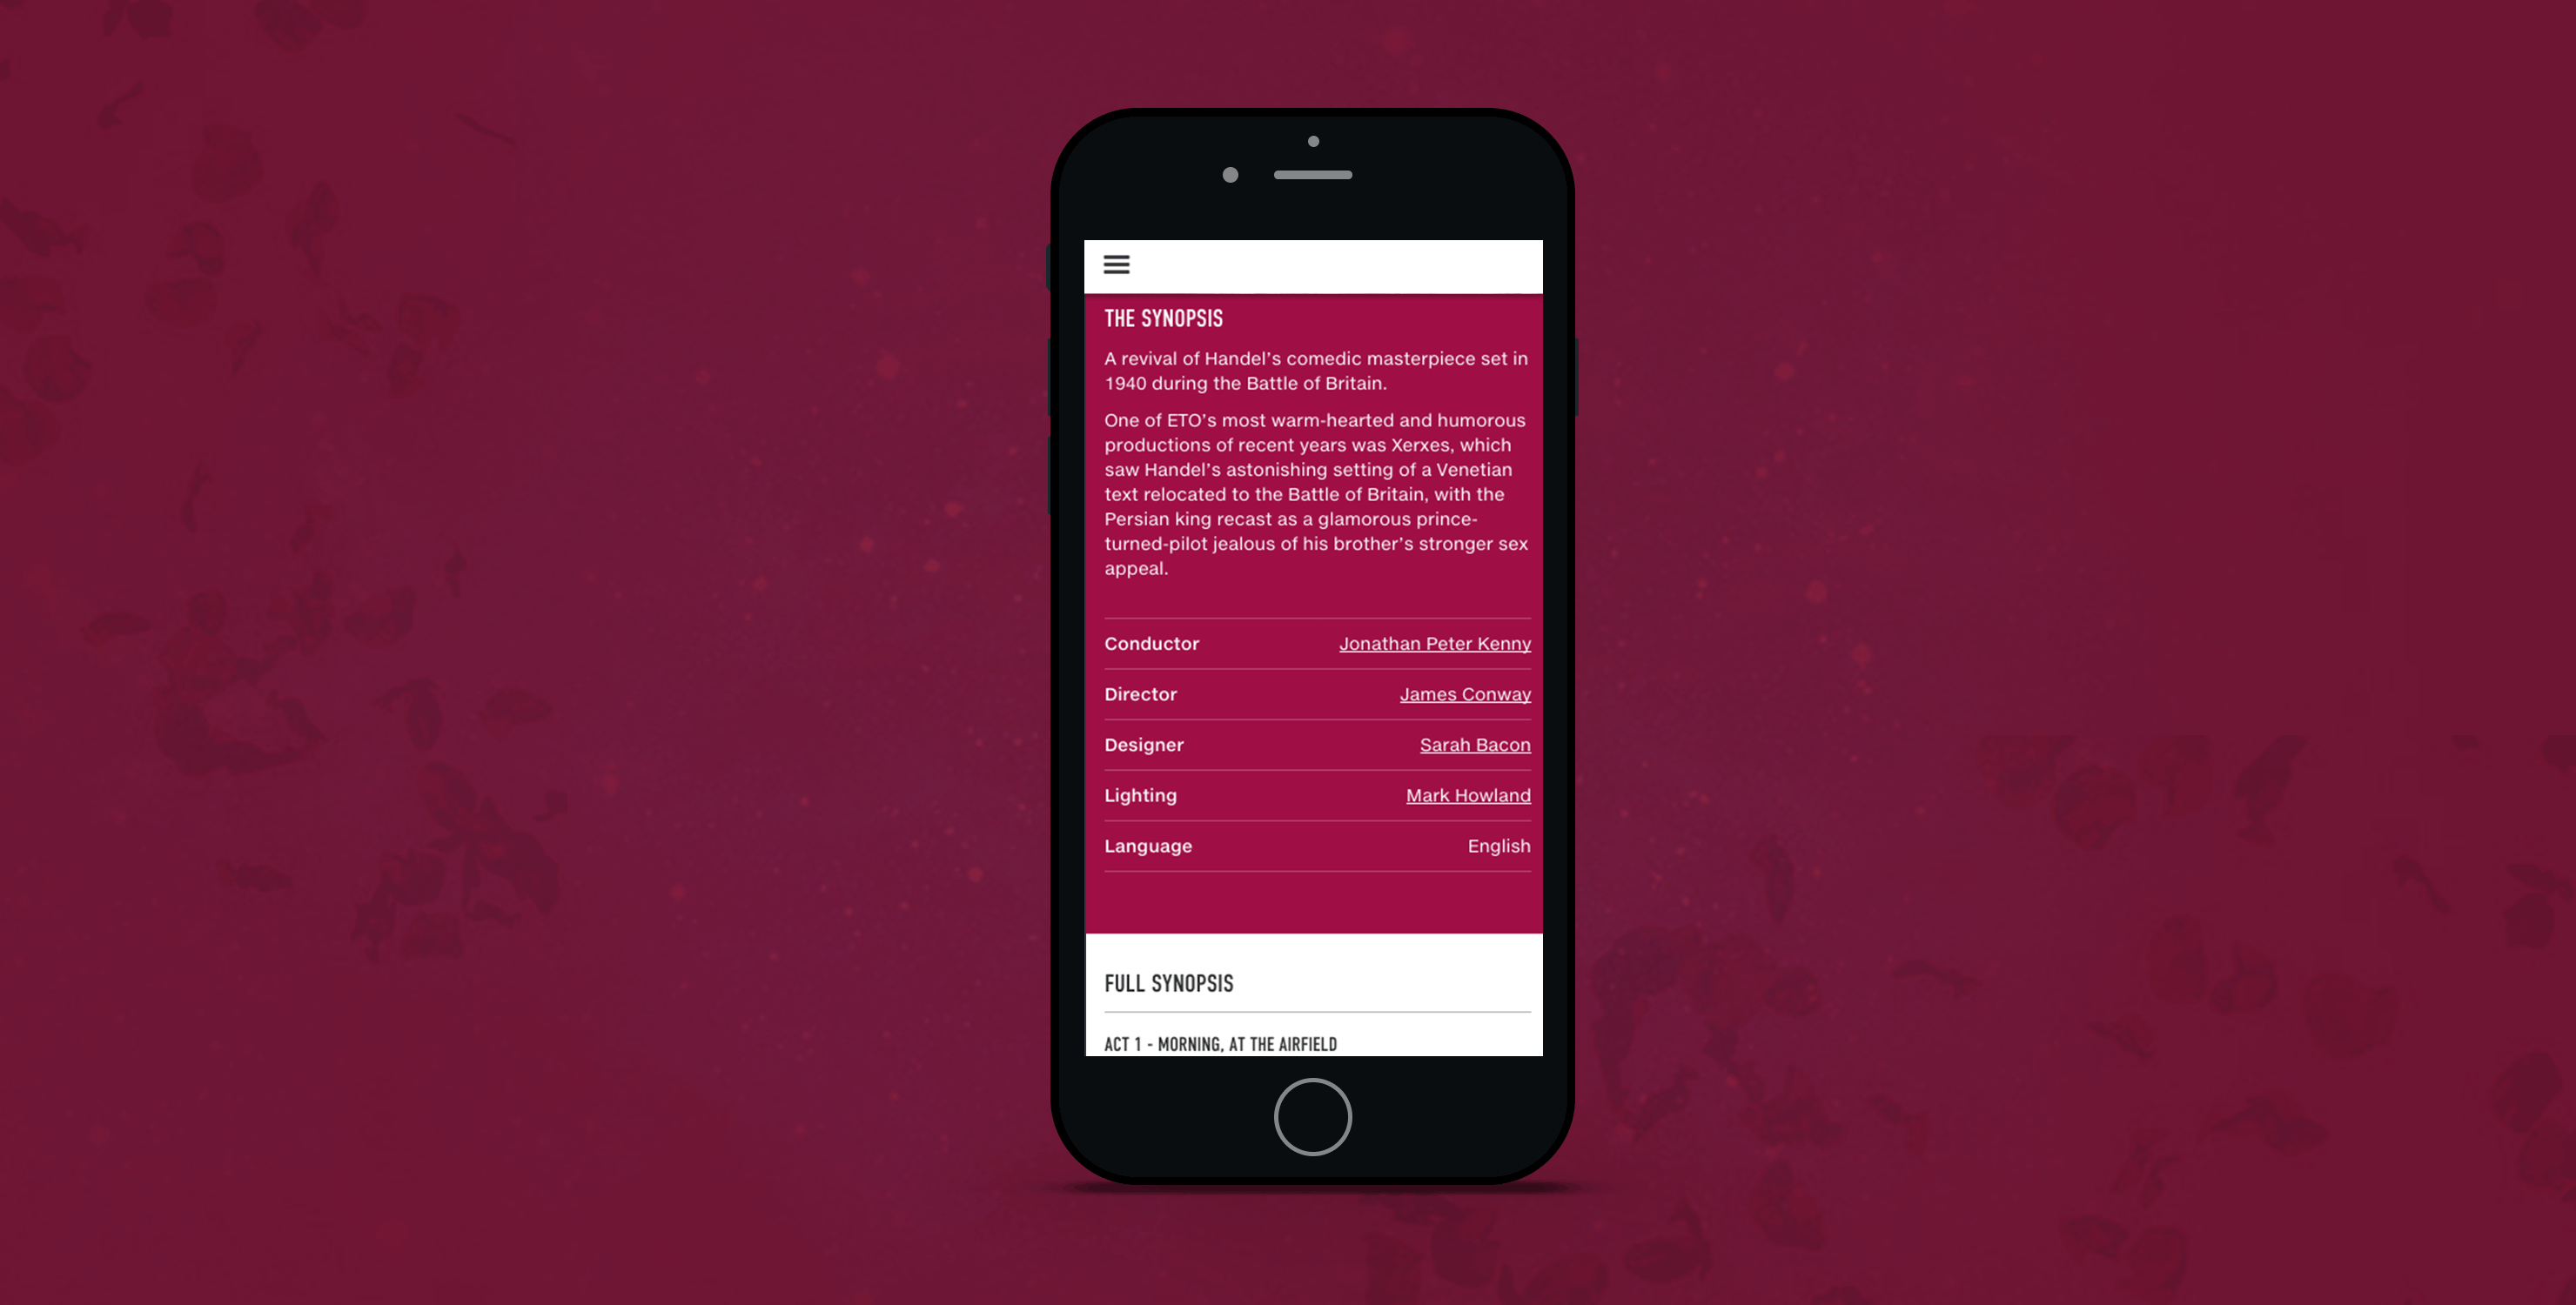 THE SYNOPSIS
A revival of Handel’s comedic masterpiece set in
1940 during the Battle of Britain.
One of ETO’s most warm-hearted and humorous
productions of recent years was Xerxes, which
saw Handel’s astonishing setting of a Venetian
text relocated to the Battle of Britain, with the
Persian king recast as a glamorous prince-
turned-pilot jealous of his brother’s stronger sex
appeal.
Conductor Jonathan Peter Kenny
Director James Conway
Designer Sarah Bacon
Lighting Mark Howland
Language English
FULL SYNOPSIS
ACT 1 - MORNING, AT THE AIRFIELD